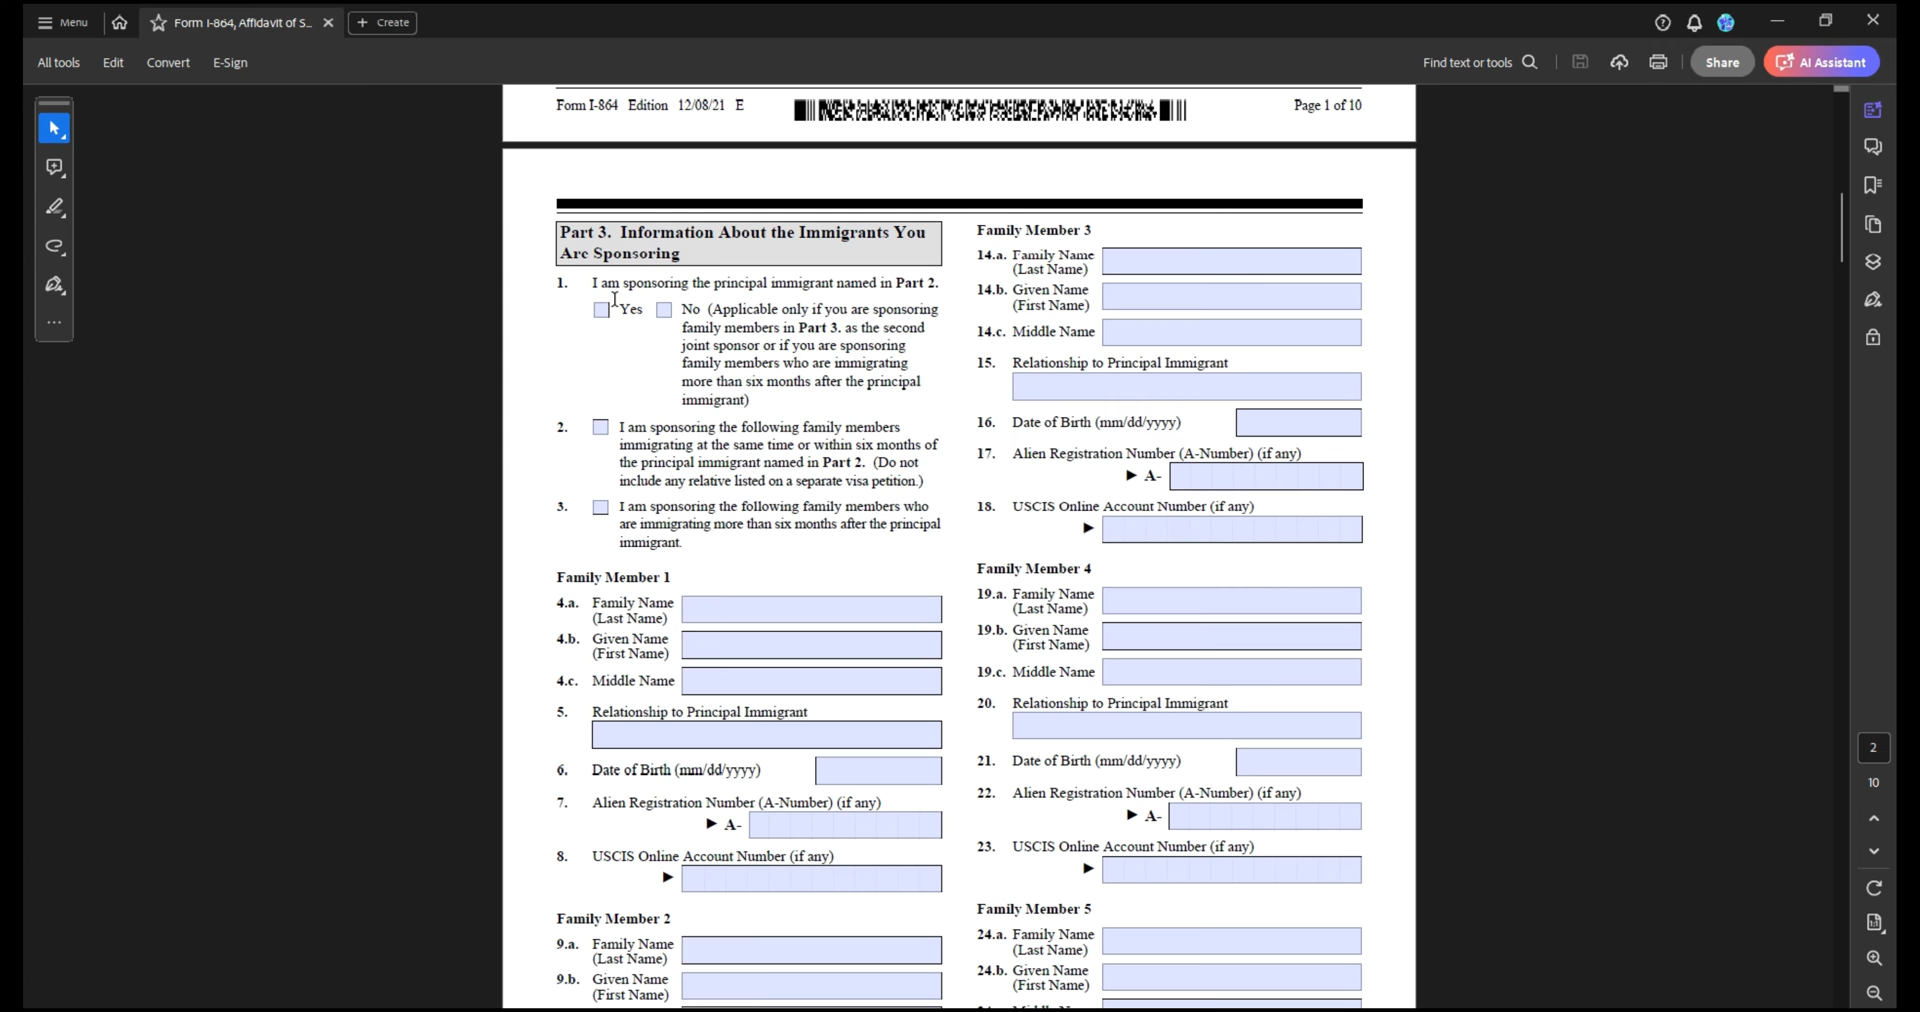 Menu
Form I-864, Affidavit of S...
Create
All tools
Edit
Convert
E-Sign
Find text or tools
Share
AI Assistant
Form I-864 Edition 12/08/21 E
Page 1 of 10
Part 3. Information About the Immigrants You
Are Sponsoring
1. I am sponsoring the principal immigrant named in Part 2.
Yes No (Applicable only if you are sponsoring
family members in Part 3. as the second
joint sponsor or if you are sponsoring
family members who are immigrating
more than six months after the principal
immigrant)
2. I am sponsoring the following family members
immigrating at the same time or within six months of
the principal immigrant named in Part 2. (Do not
include any relative listed on a separate visa petition.)
3. I am sponsoring the following family members who
are immigrating more than six months after the principal
immigrant.
Family Member 1
4.a. Family Name
(Last Name)
4.b. Given Name
(First Name)
4.c. Middle Name
5. Relationship to Principal Immigrant
6. Date of Birth (mm/dd/yyyy)
7. Alien Registration Number (A-Number) (if any)
► A-
8. USCIS Online Account Number (if any)
►
Family Member 2
9.a. Family Name
(Last Name)
9.b. Given Name
(First Name)
Family Member 3
14.a. Family Name
(Last Name)
14.b. Given Name
(First Name)
14.c. Middle Name
15. Relationship to Principal Immigrant
16. Date of Birth (mm/dd/yyyy)
17. Alien Registration Number (A-Number) (if any)
► A-
18. USCIS Online Account Number (if any)
►
Family Member 4
19.a. Family Name
(Last Name)
19.b. Given Name
(First Name)
19.c. Middle Name
20. Relationship to Principal Immigrant
21. Date of Birth (mm/dd/yyyy)
22. Alien Registration Number (A-Number) (if any)
► A-
23. USCIS Online Account Number (if any)
►
Family Member 5
24.a. Family Name
(Last Name)
24.b. Given Name
(First Name)
2
10